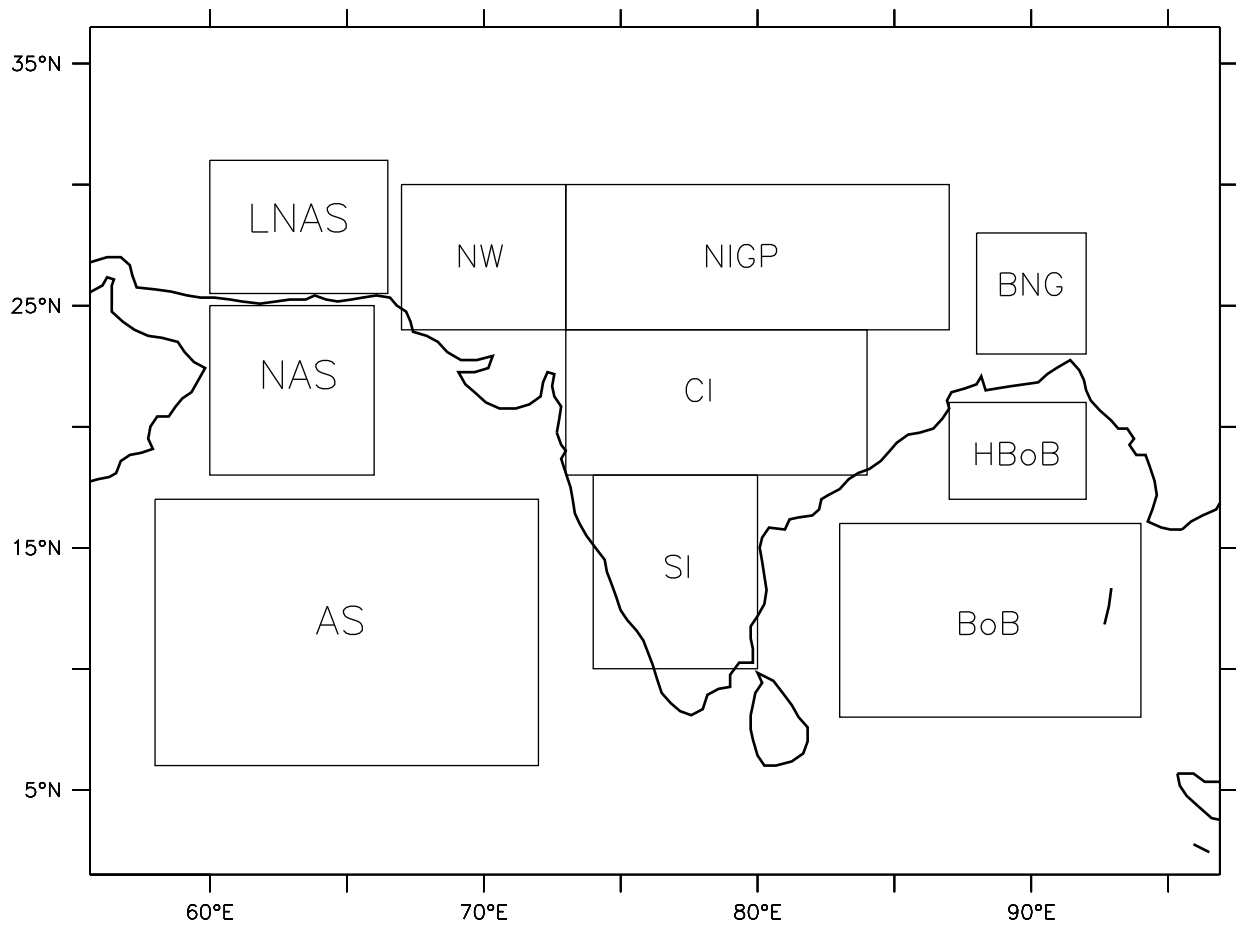 35°N
LNAS
NW
NIGP
BNG
25°N
NAS
CI
HBoB
15°N
SI
AS
BoB
5°N
60°E 70°E 80°E 90°E